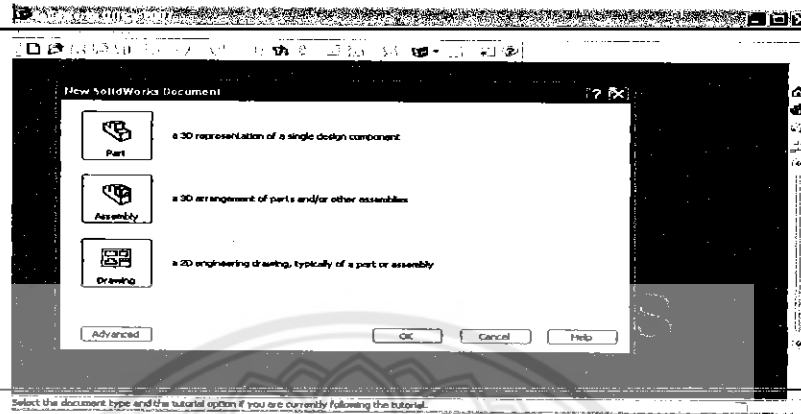 New SolidWorks Document
Part
a 3D representation of a single design component
Assembly
a 3D arrangement of parts and/or other assemblies
Drawing
a 2D engineering drawing, typically of a part or assembly
Advanced
OK
Cancel
Help
Select the document type and the tutorial option if you are currently following the tutorial.